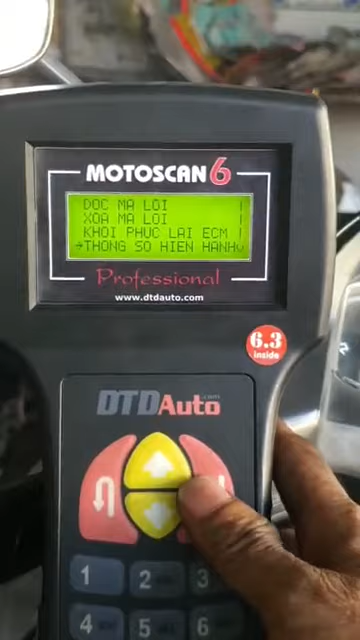 MOTOSCAN 6
DOC MA LOI
XOA MA LOI
KHOI PHUC LAI ECM
→THONG SO HIEN HANH
Professional
www.dtdauto.com
6.3
inside
DTDAuto.com
1
2
3
4
5
6